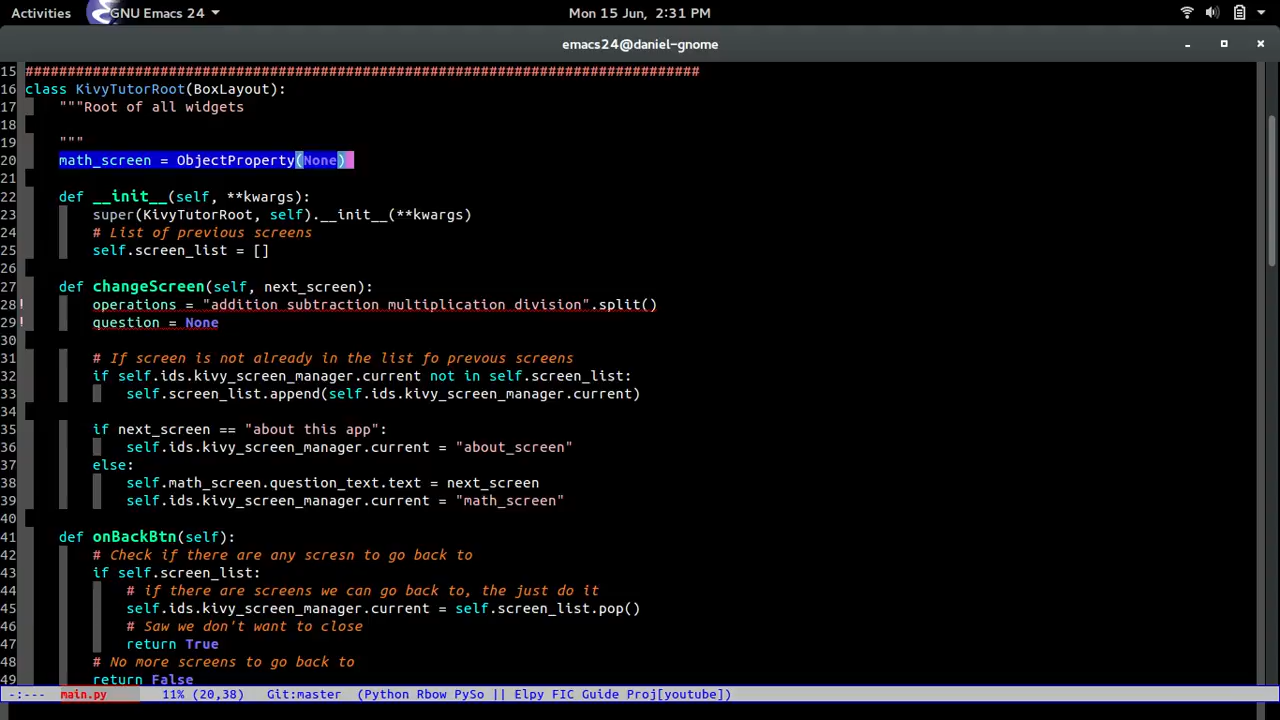 Activities GNU Emacs 24 Mon 15 Jun, 2:31 PM
emacs24@daniel-gnome
15 ################################################################################
16 class KivyTutorRoot(BoxLayout):
17     """Root of all widgets
18
19     """
20     math_screen = ObjectProperty(None)
21
22     def __init__(self, **kwargs):
23         super(KivyTutorRoot, self).__init__(**kwargs)
24         # List of previous screens
25         self.screen_list = []
26
27     def changeScreen(self, next_screen):
28 !        operations = "addition subtraction multiplication division".split()
29 !        question = None
30
31         # If screen is not already in the list fo prevous screens
32         if self.ids.kivy_screen_manager.current not in self.screen_list:
33             self.screen_list.append(self.ids.kivy_screen_manager.current)
34
35         if next_screen == "about this app":
36             self.ids.kivy_screen_manager.current = "about_screen"
37         else:
38             self.math_screen.question_text.text = next_screen
39             self.ids.kivy_screen_manager.current = "math_screen"
40
41     def onBackBtn(self):
42         # Check if there are any scresn to go back to
43         if self.screen_list:
44             # if there are screens we can go back to, the just do it
45             self.ids.kivy_screen_manager.current = self.screen_list.pop()
46             # Saw we don't want to close
47             return True
48         # No more screens to go back to
49         return False
-:--- main.py 11% (20,38) Git:master (Python Rbow PySo || Elpy FIC Guide Proj[youtube])